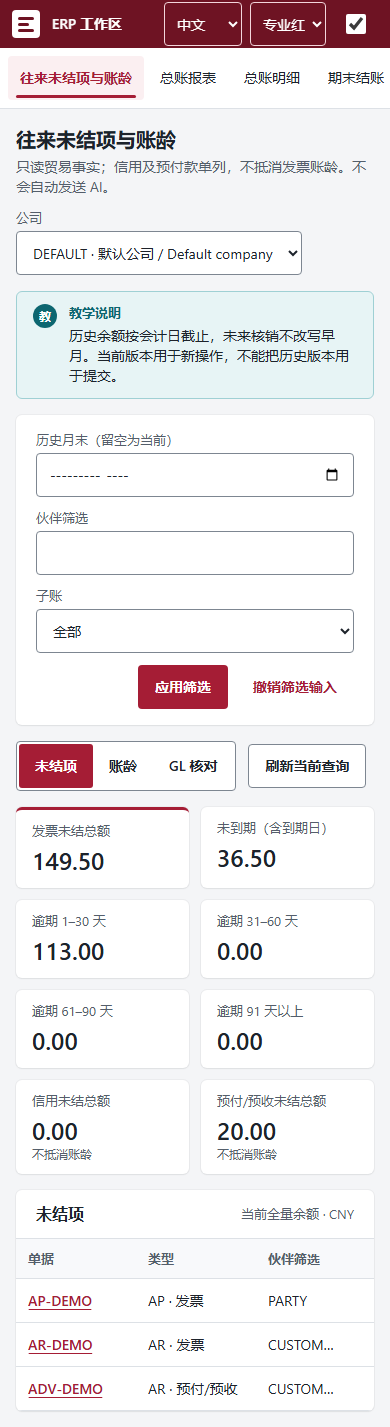 ERP 工作区 中文 专业红
往来未结项与账龄 总账报表 总账明细 期末结账
往来未结项与账龄
只读贸易事实；信用及预付款单列，不抵消发票账龄。不
会自动发送 AI。
公司
DEFAULT · 默认公司 / Default company
教 教学说明
历史余额按会计日截止，未来核销不改写早
月。当前版本用于新操作，不能把历史版本用
于提交。
历史月末（留空为当前）
--------- ----
伙伴筛选
子账
全部
应用筛选 撤销筛选输入
未结项 账龄 GL 核对 刷新当前查询
发票未结总额 未到期（含到期日）
149.50 36.50
逾期 1–30 天 逾期 31–60 天
113.00 0.00
逾期 61–90 天 逾期 91 天以上
0.00 0.00
信用未结总额 预付/预收未结总额
0.00 20.00
不抵消账龄 不抵消账龄
未结项 当前全量余额 · CNY
单据 类型 伙伴筛选
AP-DEMO AP · 发票 PARTY
AR-DEMO AR · 发票 CUSTOM...
ADV-DEMO AR · 预付/预收 CUSTOM...